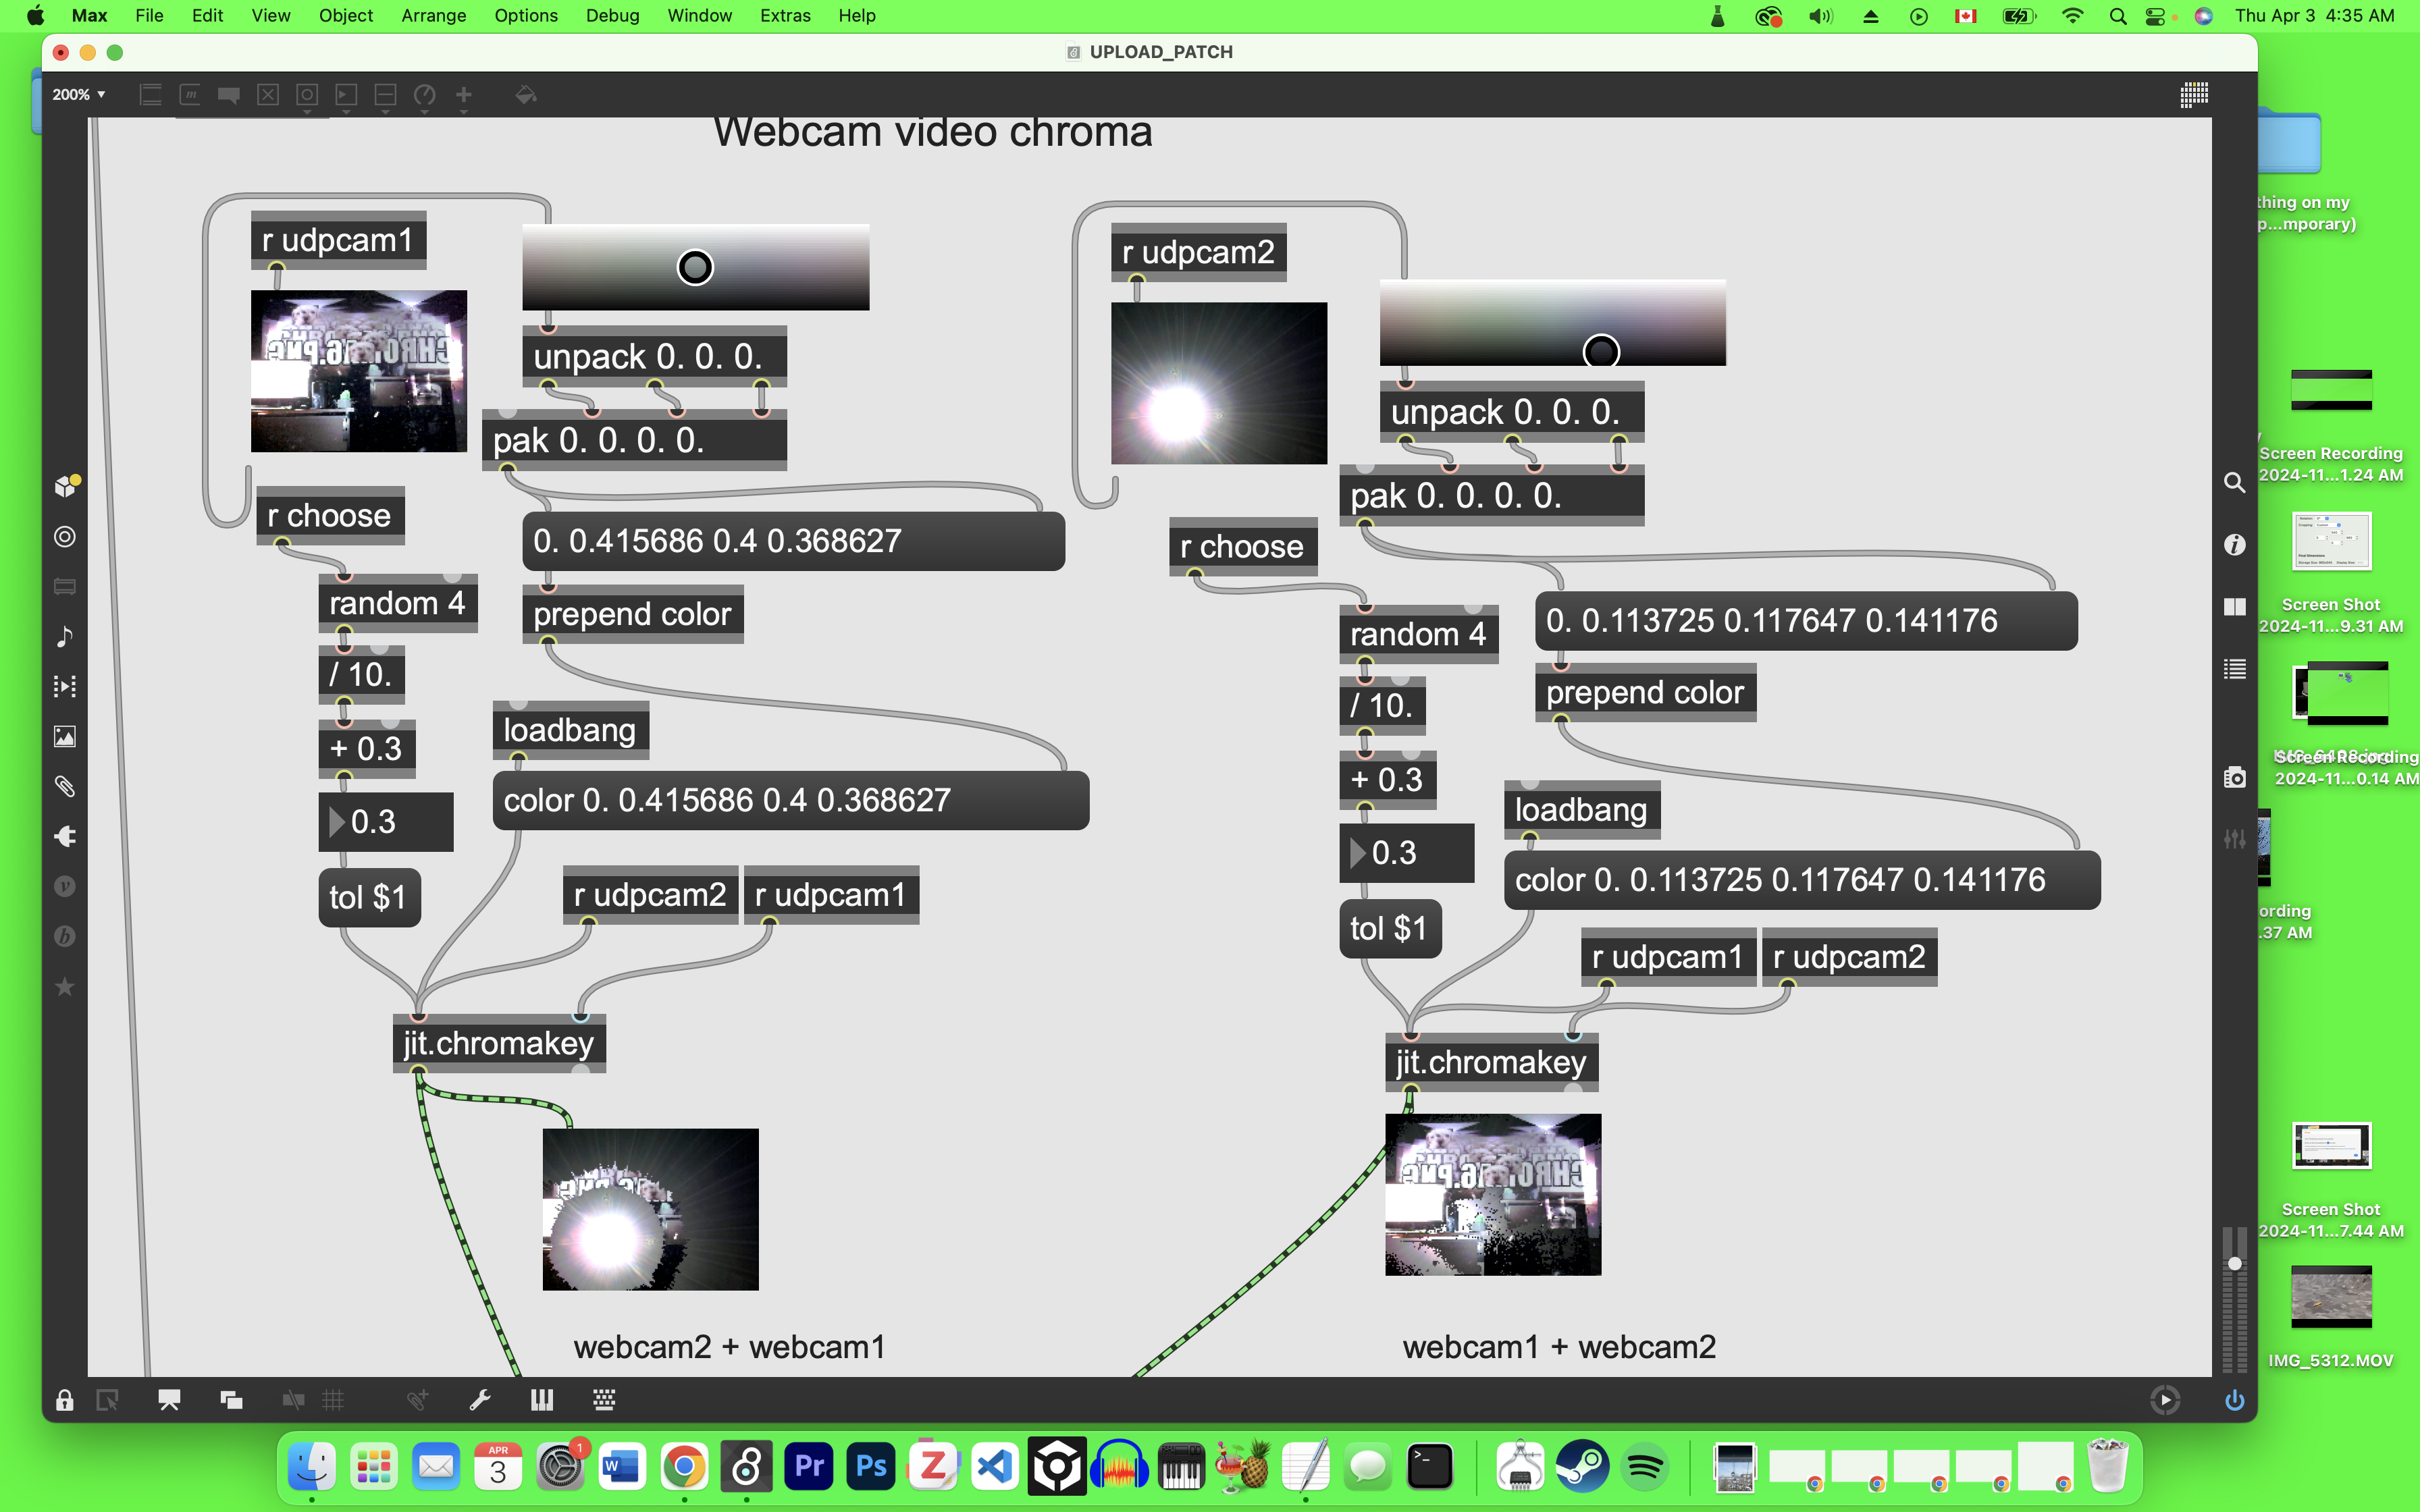 Max File Edit View Object Arrange Options Debug Window Extras Help
Thu Apr 3 4:35 AM
UPLOAD_PATCH
200%
Webcam video chroma
r udpcam1
unpack 0. 0. 0.
pak 0. 0. 0. 0.
r choose
0. 0.415686 0.4 0.368627
random 4
prepend color
/ 10.
+ 0.3
loadbang
0.3
color 0. 0.415686 0.4 0.368627
tol $1
r udpcam2
r udpcam1
jit.chromakey
webcam2 + webcam1
r udpcam2
unpack 0. 0. 0.
pak 0. 0. 0. 0.
r choose
0. 0.113725 0.117647 0.141176
random 4
prepend color
/ 10.
+ 0.3
loadbang
0.3
color 0. 0.113725 0.117647 0.141176
tol $1
r udpcam1
r udpcam2
jit.chromakey
webcam1 + webcam2
thing on my
p...mporary)
Screen Recording
2024-11...1.24 AM
Screen Shot
2024-11...9.31 AM
Screen Recording
2024-11...0.14 AM
ording
.37 AM
Screen Shot
2024-11...7.44 AM
IMG_5312.MOV
APR
3
1
W
Pr
Ps
Z